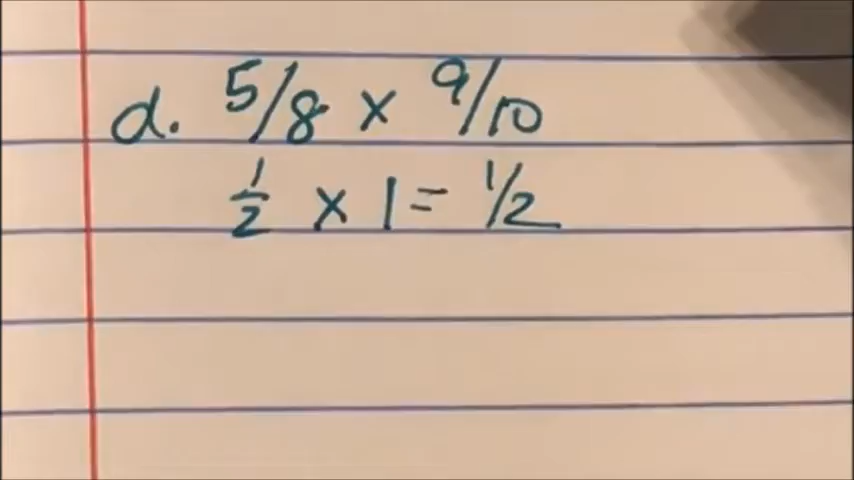 d. 5/8 x 9/10
1/2 x 1 = 1/2